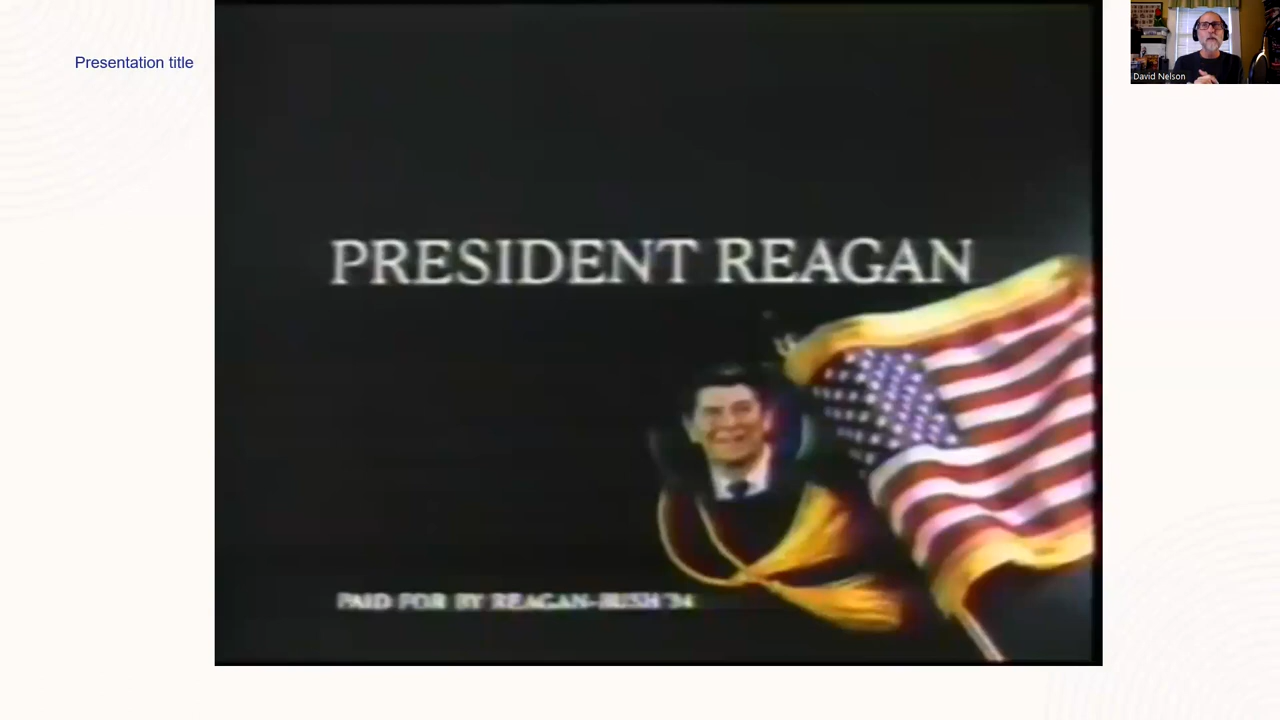 Presentation title
David Nelson
PRESIDENT REAGAN
PAID FOR BY REAGAN-BUSH '84